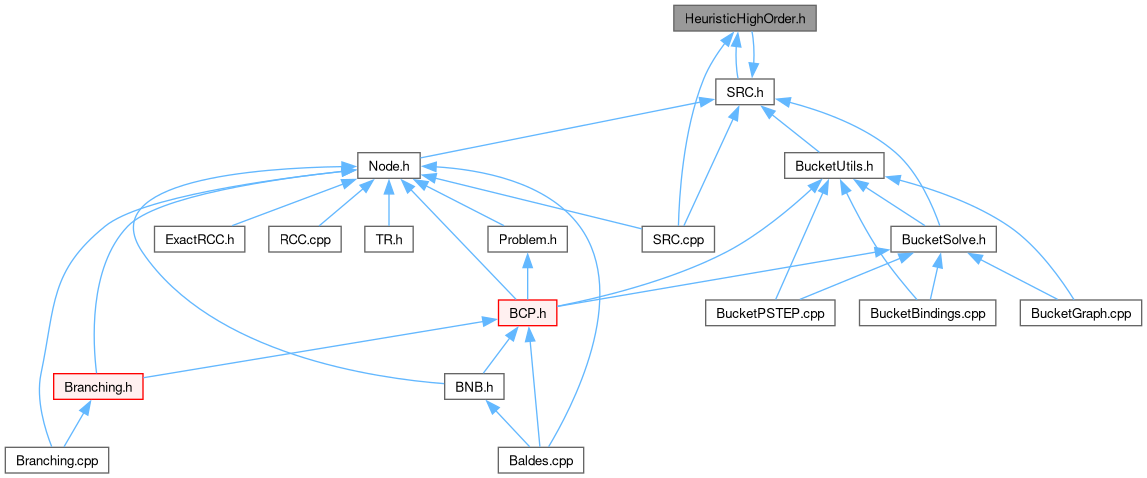 HeuristicHighOrder.h
SRC.h
Node.h
BucketUtils.h
ExactRCC.h
RCC.cpp
TR.h
Problem.h
SRC.cpp
BucketSolve.h
BCP.h
BucketPSTEP.cpp
BucketBindings.cpp
BucketGraph.cpp
Branching.h
BNB.h
Branching.cpp
Baldes.cpp